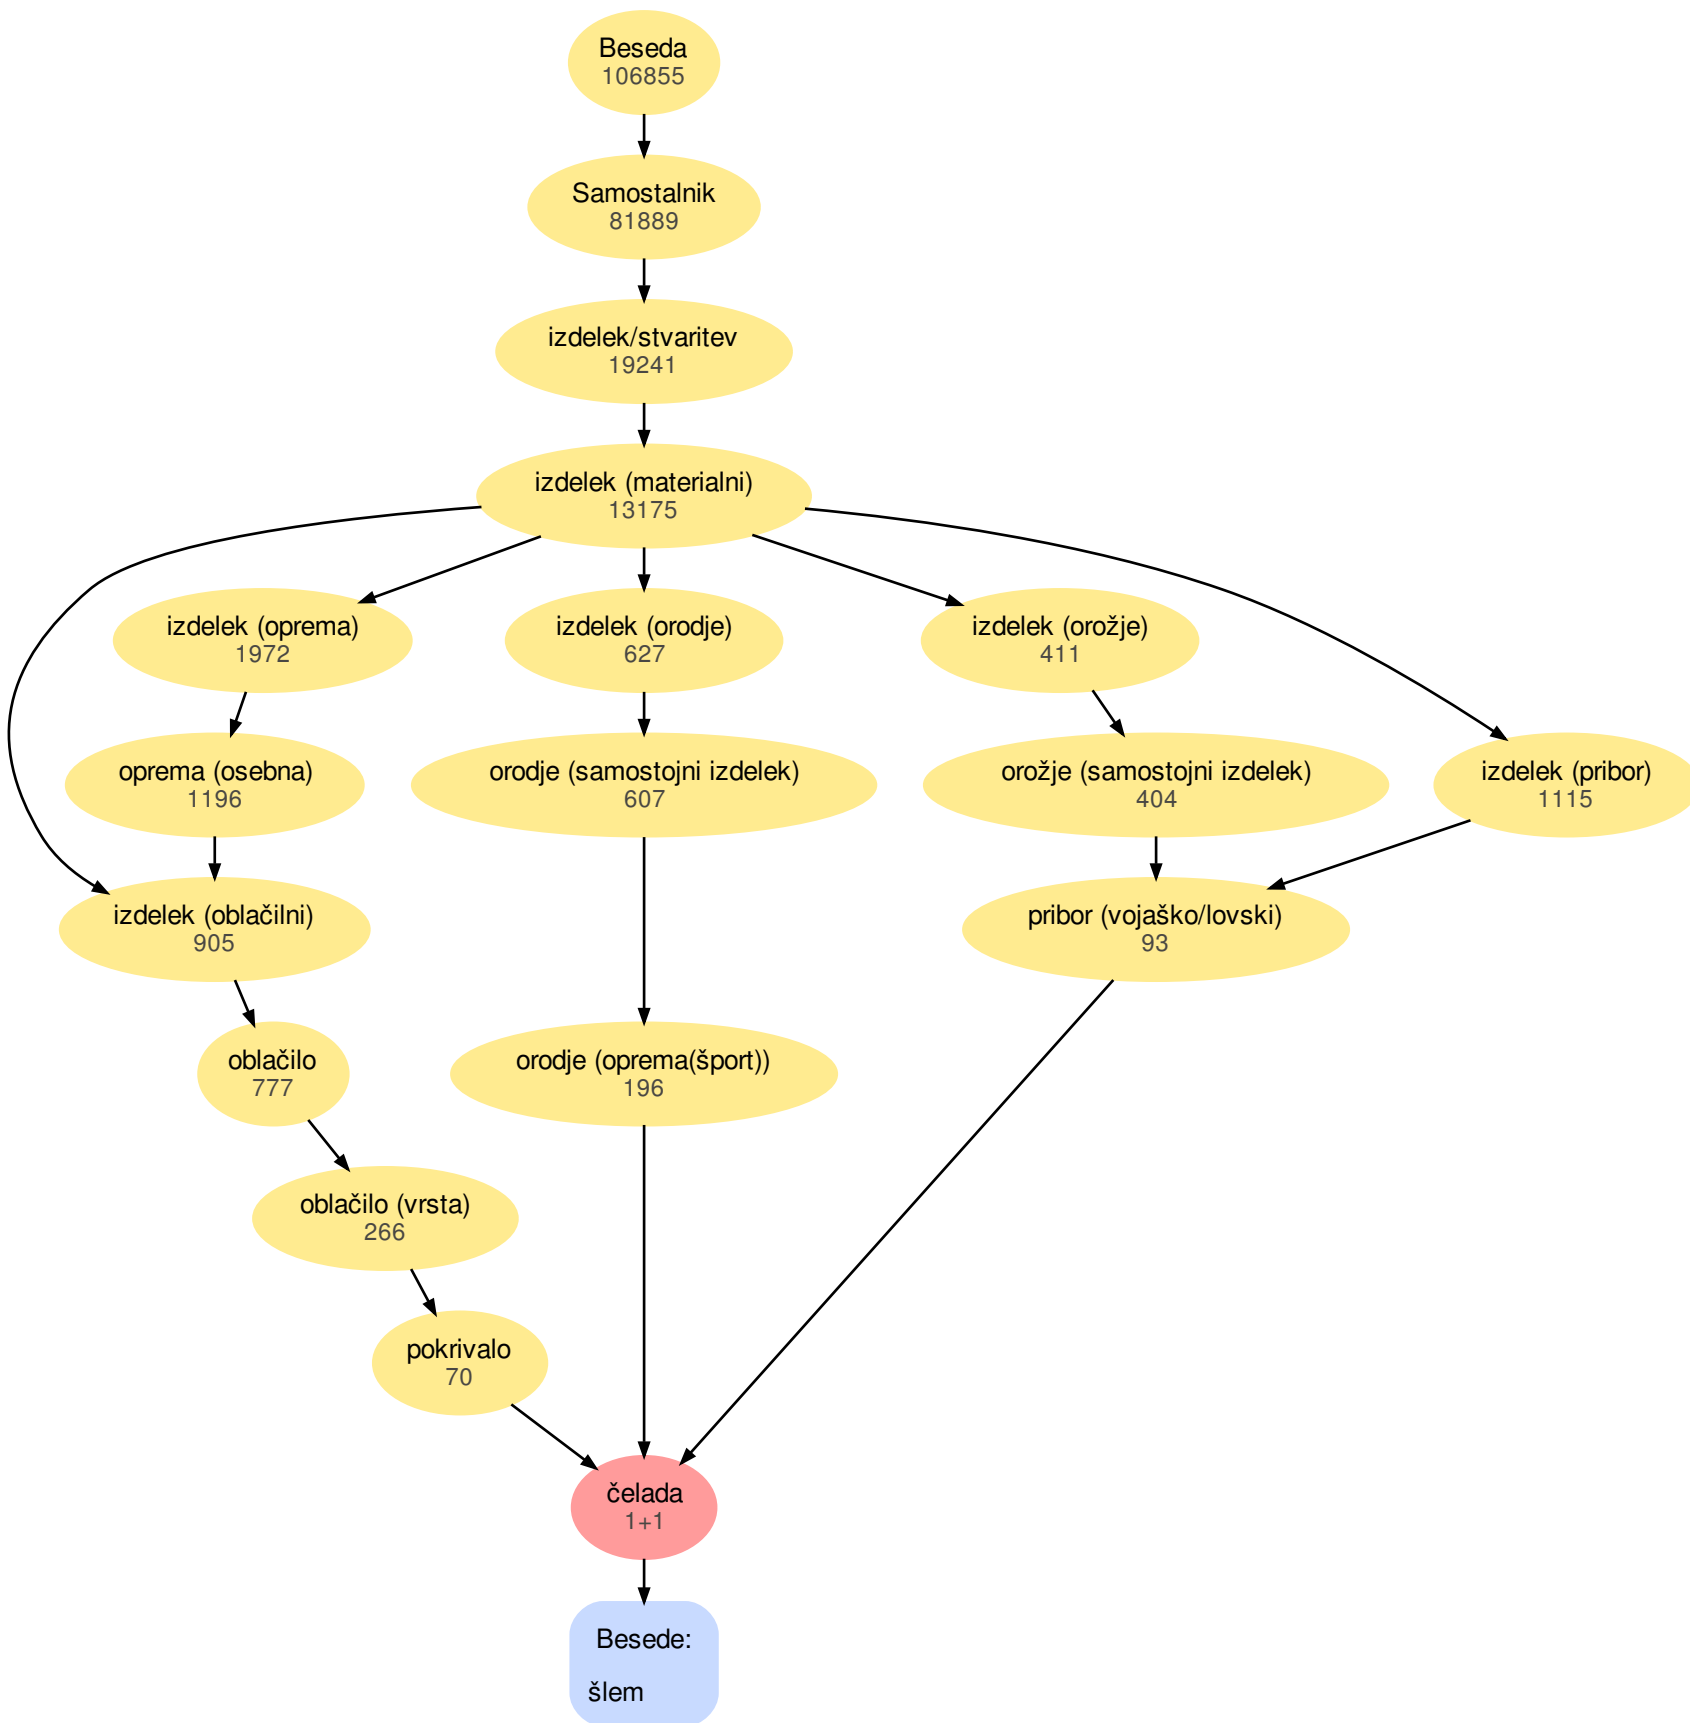 Beseda
106855
Samostalnik
81889
izdelek/stvaritev
19241
izdelek (materialni)
13175
izdelek (oprema)
1972
izdelek (orodje)
627
izdelek (orožje)
411
oprema (osebna)
1196
orodje (samostojni izdelek)
607
orožje (samostojni izdelek)
404
izdelek (pribor)
1115
izdelek (oblačilni)
905
pribor (vojaško/lovski)
93
oblačilo
777
orodje (oprema(šport))
196
oblačilo (vrsta)
266
pokrivalo
70
čelada
1+1
Besede:
šlem